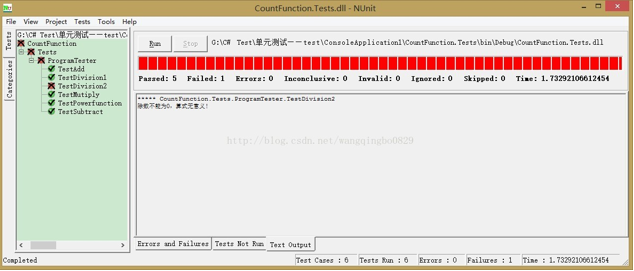 CountFunction.Tests.dll - NUnit
File View Project Tests Tools Help
Tests
Categories
G:\C# Test\单元测试一一test\Co
CountFunction
Tests
ProgramTester
TestAdd
TestDivision1
TestDivision2
TestMutiply
TestPowerfunction
TestSubtract
Run Stop G:\C# Test\单元测试一一test\ConsoleApplication1\CountFunction.Tests\bin\Debug\CountFunction.Tests.dll
Passed: 5 Failed: 1 Errors: 0 Inconclusive: 0 Invalid: 0 Ignored: 0 Skipped: 0 Time: 1.73292106612454
***** CountFunction.Tests.ProgramTester.TestDivision2
除数不能为0，算式无意义！
http://blog.csdn.net/wangqingbo0829
Errors and Failures Tests Not Run Text Output
Completed Test Cases : 6 Tests Run : 6 Errors : 0 Failures : 1 Time : 1.73292106612454